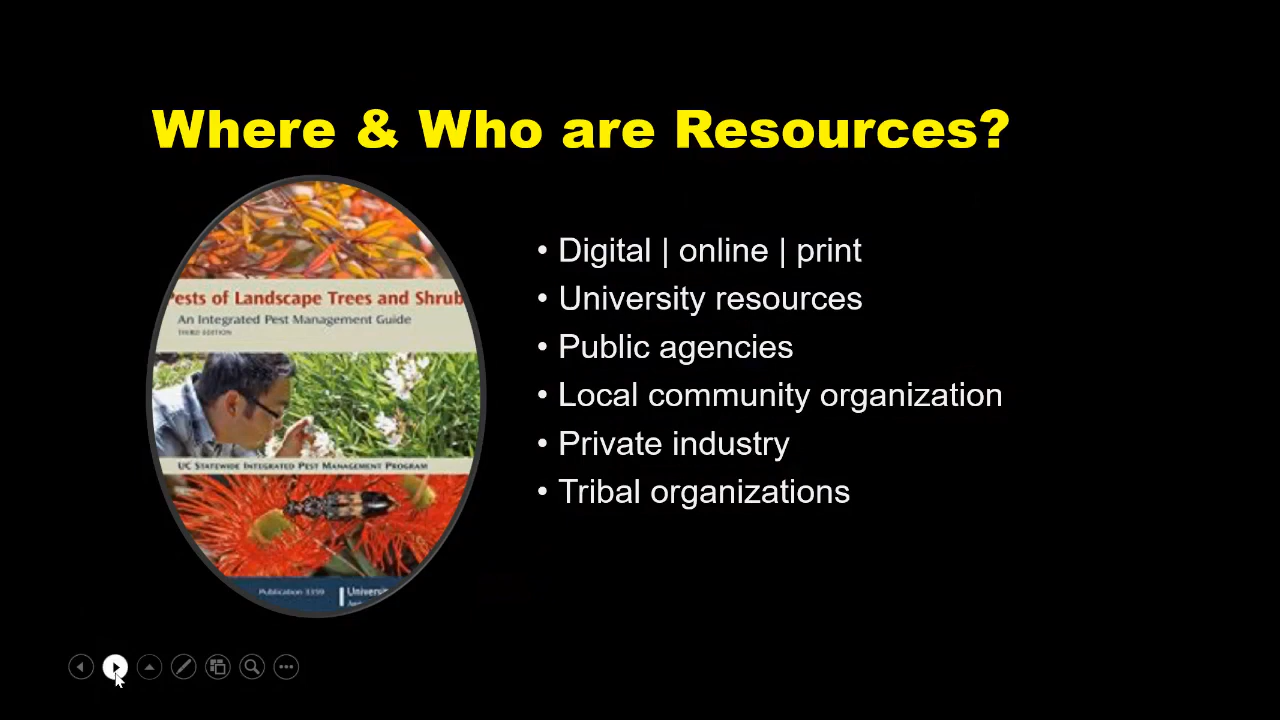 Where & Who are Resources?
Pests of Landscape Trees and Shrub
An Integrated Pest Management Guide
THIRD EDITION
UC STATEWIDE INTEGRATED PEST MANAGEMENT PROGRAM
Publication 3359
Universi
• Digital | online | print
• University resources
• Public agencies
• Local community organization
• Private industry
• Tribal organizations